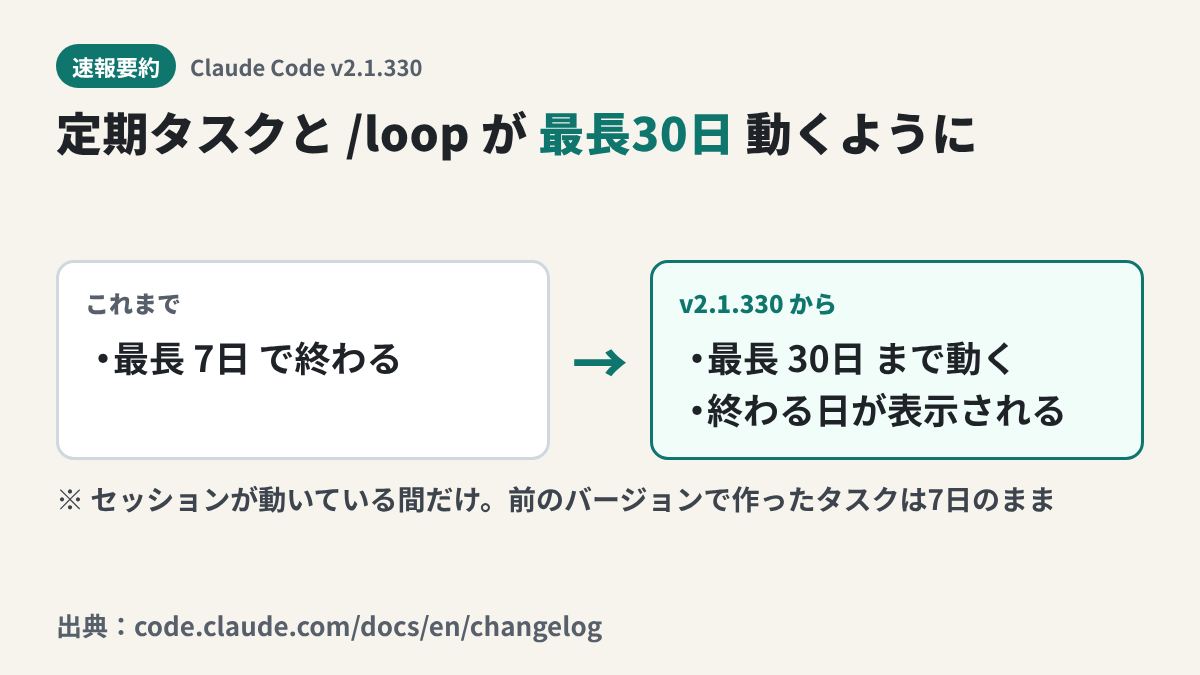 速報要約 Claude Code v2.1.330
定期タスクと /loop が 最長30日 動くように
これまで
・最長 7日 で終わる
→
v2.1.330 から
・最長 30日 まで動く
・終わる日が表示される
※ セッションが動いている間だけ。前のバージョンで作ったタスクは7日のまま
出典：code.claude.com/docs/en/changelog